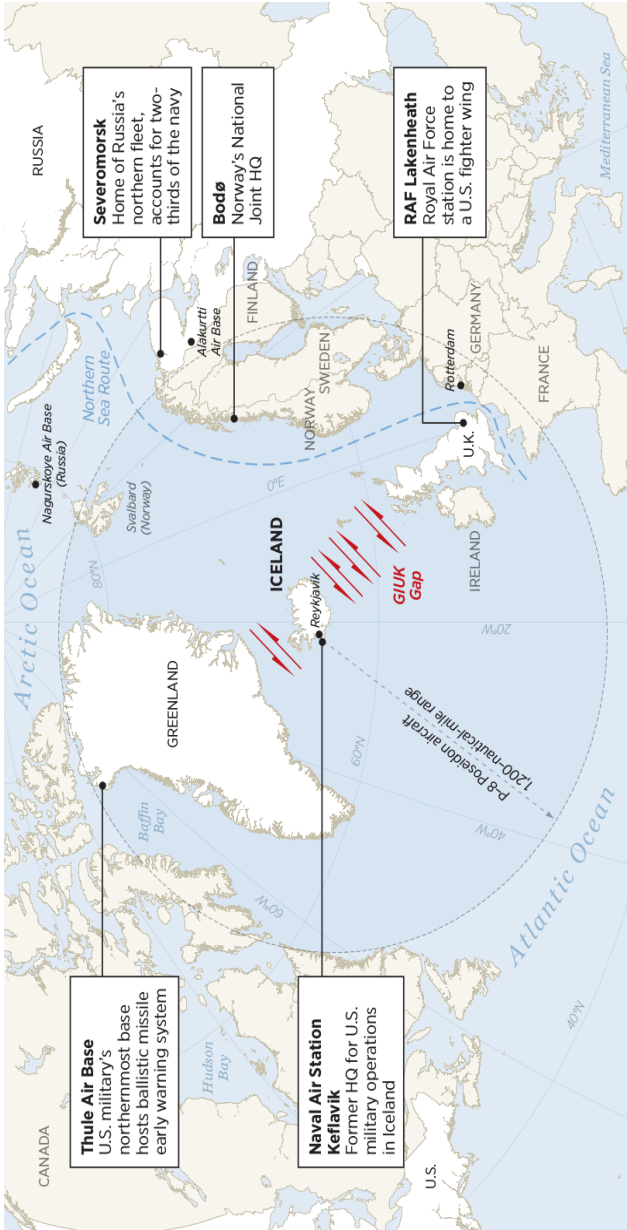 CANADA
Thule Air Base
U.S. military's
northernmost base
hosts ballistic missile
early warning system
Hudson
Bay
Baffin
Bay
60°W
GREENLAND
Arctic Ocean
80°N
Svalbard
(Norway)
Nagurskoye Air Base
(Russia)
Northern
Sea Route
RUSSIA
Severomorsk
Home of Russia's
northern fleet,
accounts for two-
thirds of the navy
Alakurtti
Air Base
Bodø
Norway's National
Joint HQ
FINLAND
SWEDEN
NORWAY
0°E
ICELAND
Reykjavik
GIUK
Gap
60°N
Naval Air Station
Keflavik
Former HQ for U.S.
military operations
in Iceland
U.S.
40°W
P-8 Poseidon aircraft
1,200-nautical-mile range
20°W
IRELAND
U.K.
Rotterdam
RAF Lakenheath
Royal Air Force
station is home to
a U.S. fighter wing
GERMANY
FRANCE
Mediterranean Sea
Atlantic Ocean
40°N